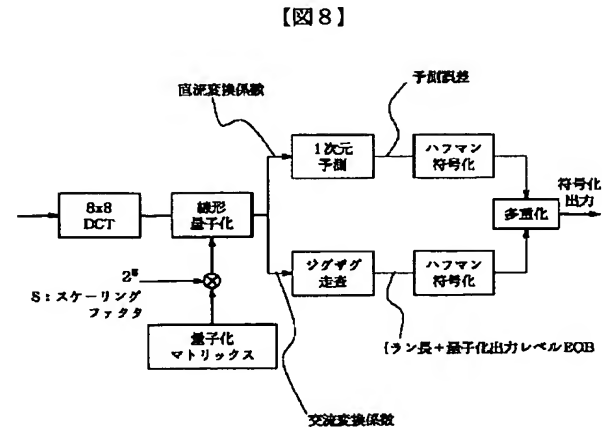 【図8】
予測誤差
直流変換係数
1次元
予測
ハフマン
符号化
符号化
出力
8x8
DCT
線形
量子化
多重化
ジグザグ
走査
ハフマン
符号化
2ˢ
S：スケーリング
ファクタ
量子化
マトリックス
{ラン長+量子化出力レベルEOB
交流変換係数